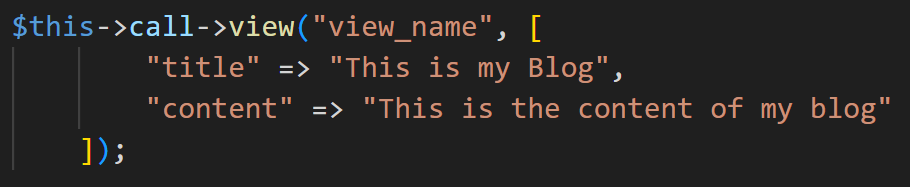 $this->call->view("view_name", [
"title" => "This is my Blog",
"content" => "This is the content of my blog"
]);